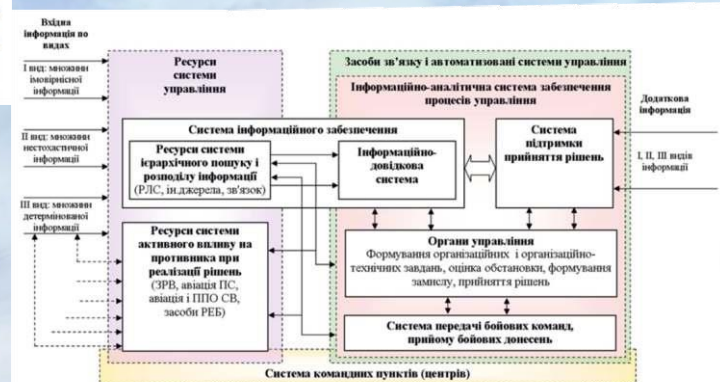 Вхідна
інформація по
видах
І вид: множини
імовірнісної
інформації
ІІ вид: множини
нестохастичної
інформації
ІІІ вид: множини
детермінованої
інформації
Ресурси
системи
управління
Засоби зв'язку і автоматизовані системи управління
Інформаційно-аналітична система забезпечення
процесів управління
Система інформаційного забезпечення
Ресурси системи
ієрархічного пошуку і
розподілу інформації
(РЛС, ін.джерела, зв'язок)
Інформаційно-
довідкова
система
Система
підтримки
прийняття рішень
Додаткова
інформація
І, ІІ, ІІІ видів
інформації
Ресурси системи
активного впливу на
противника при
реалізації рішень
(ЗРВ, авіація ПС,
авіація і ППО СВ,
засоби РЕБ)
Органи управління
Формування організаційних і організаційно-
технічних завдань, оцінка обстановки, формування
замислу, прийняття рішень
Система передачі бойових команд,
прийому бойових донесень
Система командних пунктів (центрів)